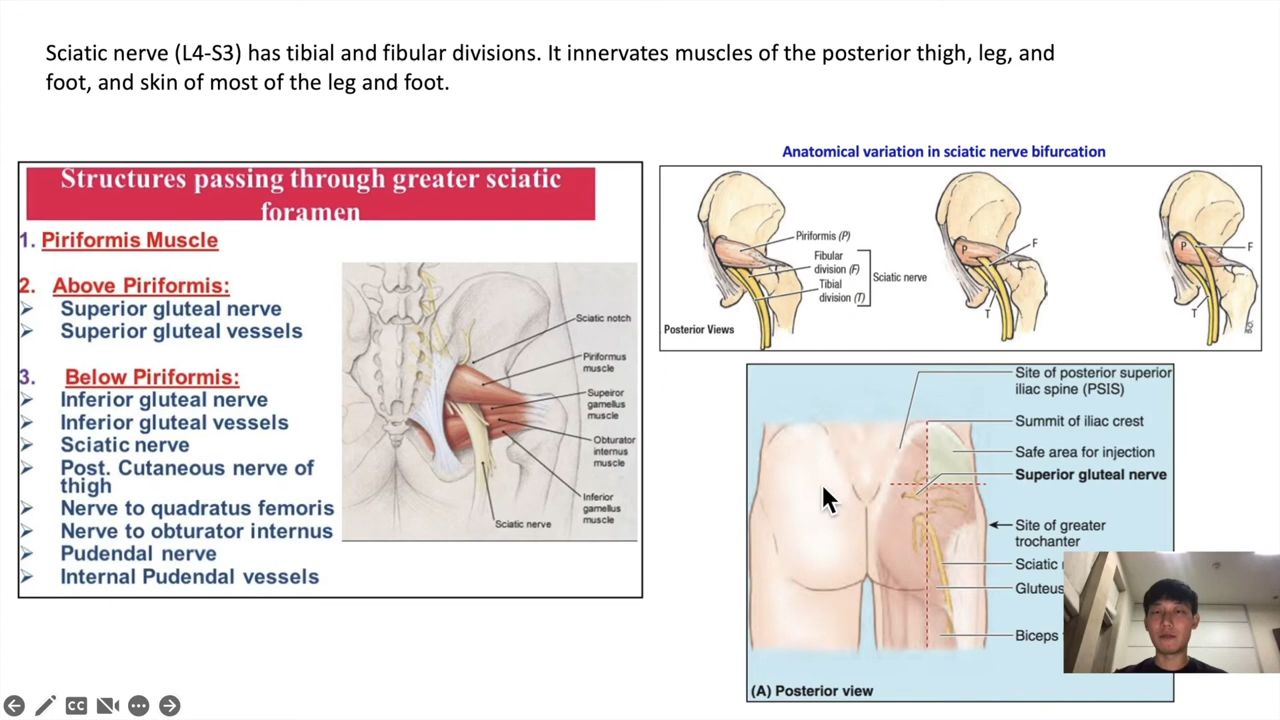 Sciatic nerve (L4-S3) has tibial and fibular divisions. It innervates muscles of the posterior thigh, leg, and
foot, and skin of most of the leg and foot.
Structures passing through greater sciatic
foramen
1. Piriformis Muscle
2. Above Piriformis:
Superior gluteal nerve
Superior gluteal vessels
3. Below Piriformis:
Inferior gluteal nerve
Inferior gluteal vessels
Sciatic nerve
Post. Cutaneous nerve of
thigh
Nerve to quadratus femoris
Nerve to obturator internus
Pudendal nerve
Internal Pudendal vessels
Sciatic notch
Piriformus
muscle
Supeiror
gamellus
muscle
Obturator
internus
muscle
Inferior
gamellus
muscle
Sciatic nerve
Anatomical variation in sciatic nerve bifurcation
Piriformis (P)
Fibular
division (F)
Tibial
division (T)
Sciatic nerve
Posterior Views
P
F
T
P
F
T
Site of posterior superior
iliac spine (PSIS)
Summit of iliac crest
Safe area for injection
Superior gluteal nerve
Site of greater
trochanter
Sciatic
Gluteus
Biceps
(A) Posterior view
CC